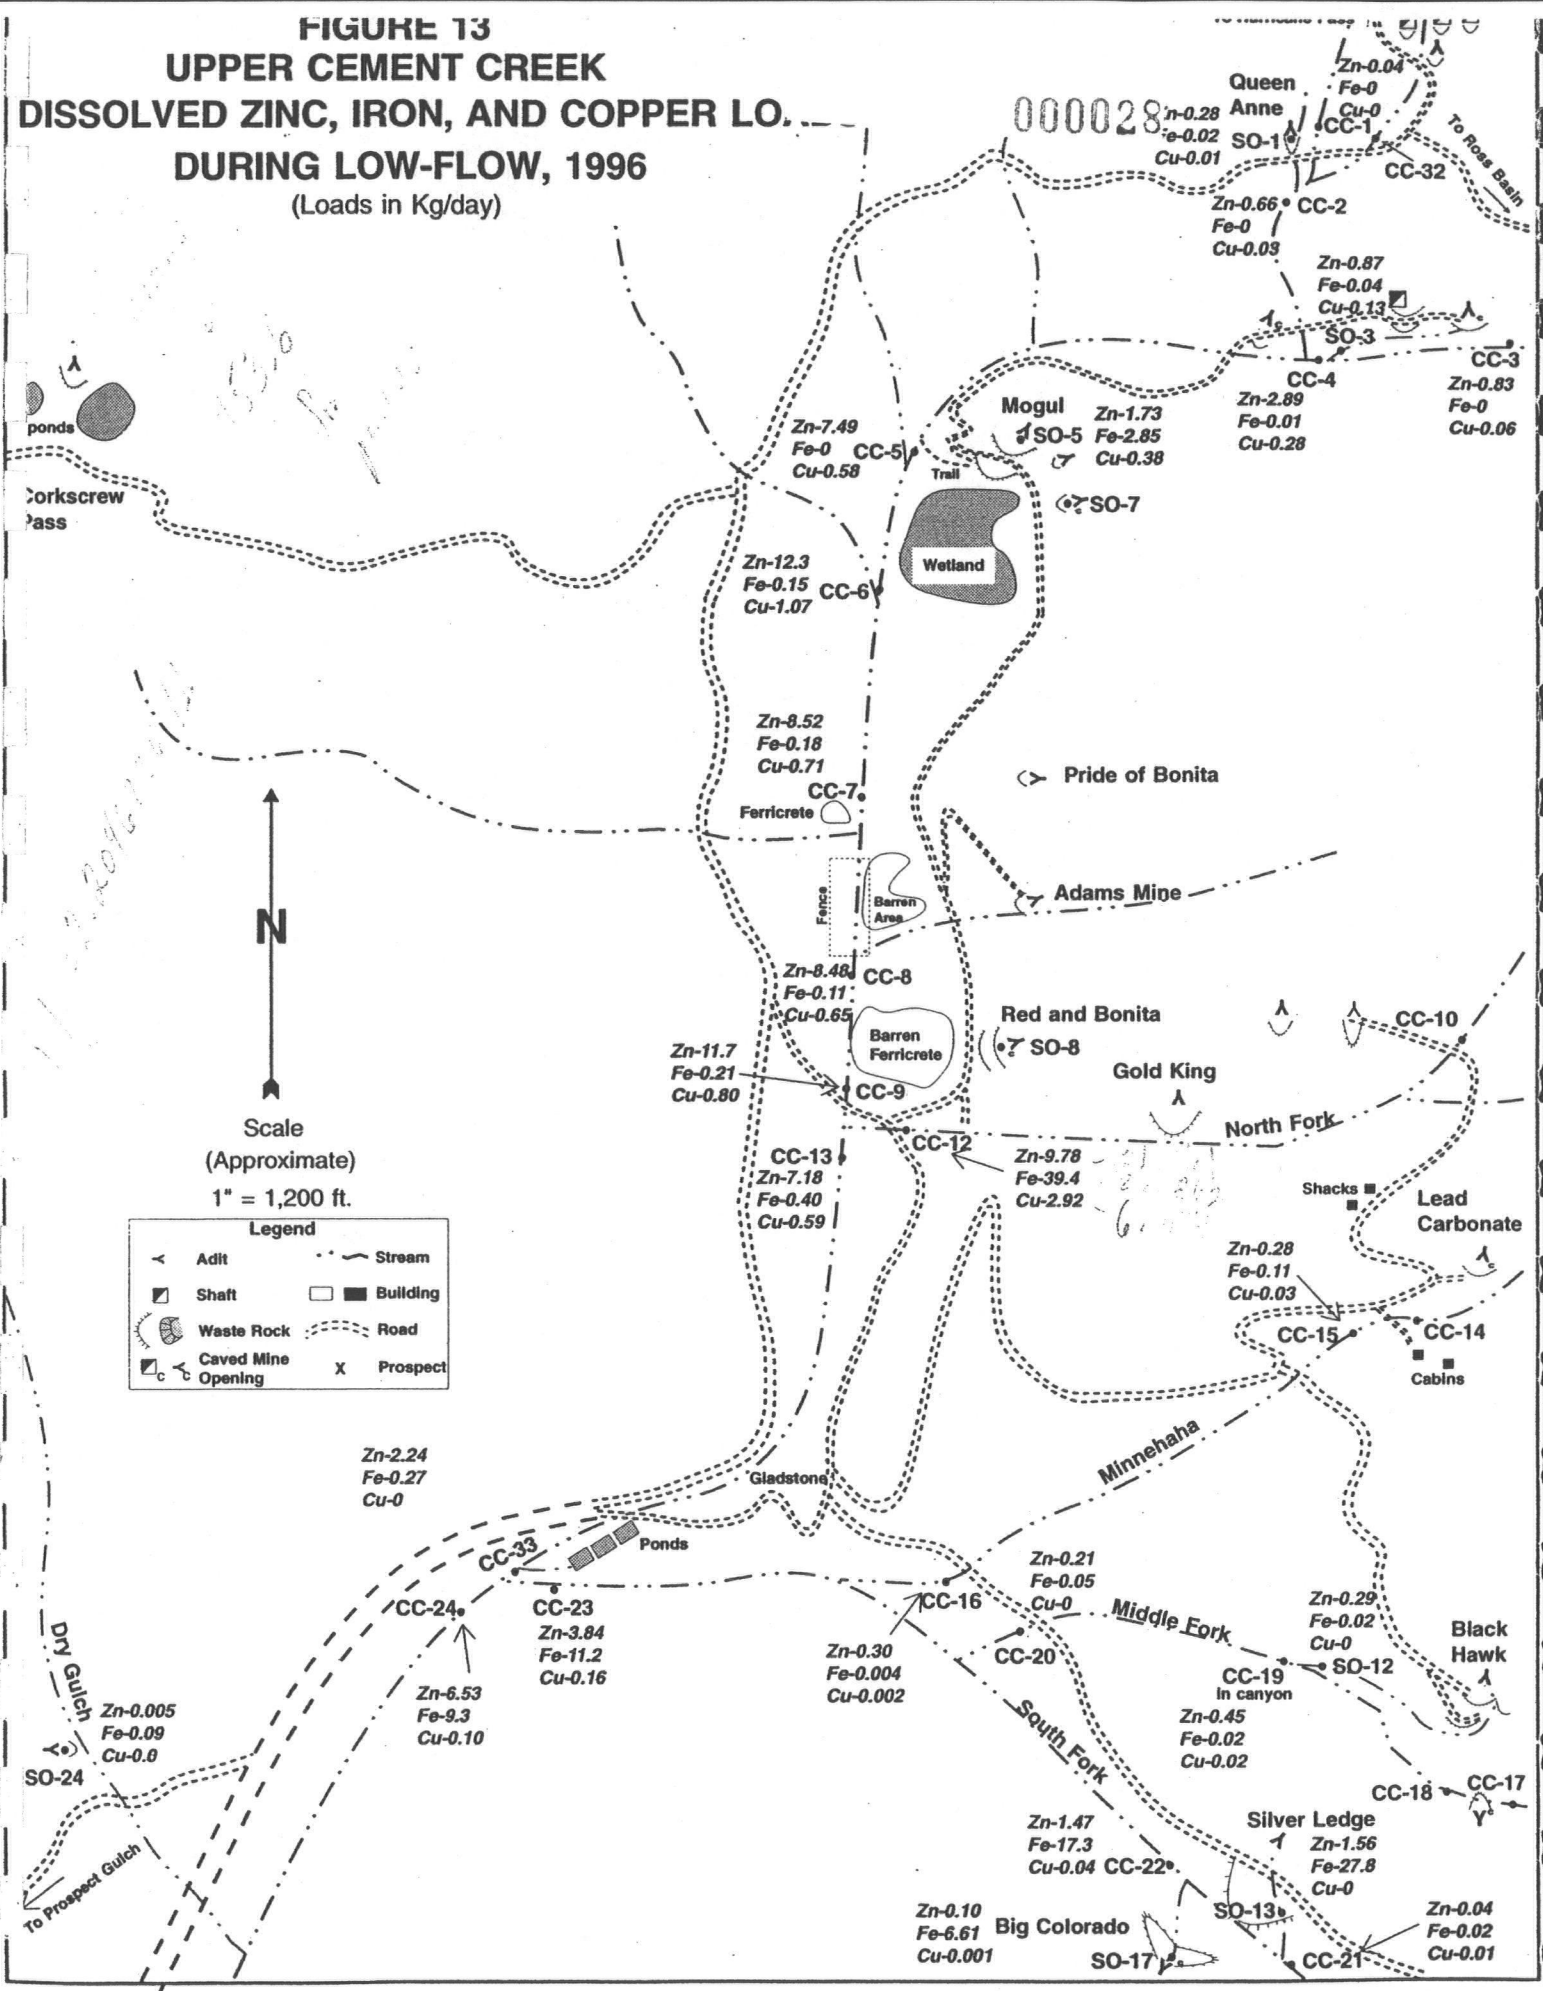 FIGURE 13
UPPER CEMENT CREEK
DISSOLVED ZINC, IRON, AND COPPER LO
DURING LOW-FLOW, 1996
(Loads in Kg/day)
000028
Queen
Anne
SO-1
n-0.28
e-0.02
Cu-0.01
Zn-0.04
Fe-0
Cu-0
CC-1
CC-32
To Ross Basin
Zn-0.66
Fe-0
Cu-0.03
CC-2
Zn-0.87
Fe-0.04
Cu-0.13
SO-3
CC-4
Zn-2.89
Fe-0.01
Cu-0.28
CC-3
Zn-0.83
Fe-0
Cu-0.06
ponds
Corkscrew
Pass
Zn-7.49
Fe-0
Cu-0.58
CC-5
Mogul
SO-5
Zn-1.73
Fe-2.85
Cu-0.38
Trail
SO-7
Wetland
Zn-12.3
Fe-0.15
Cu-1.07
CC-6
Zn-8.52
Fe-0.18
Cu-0.71
CC-7
Ferricrete
Pride of Bonita
Adams Mine
Fence
Barren
Area
Zn-8.48
Fe-0.11
Cu-0.65
CC-8
Barren
Ferricrete
Red and Bonita
SO-8
CC-10
Zn-11.7
Fe-0.21
Cu-0.80
CC-9
Gold King
North Fork
CC-12
Zn-9.78
Fe-39.4
Cu-2.92
CC-13
Zn-7.18
Fe-0.40
Cu-0.59
N
Scale
(Approximate)
1" = 1,200 ft.
Legend
Adit
Stream
Shaft
Building
Waste Rock
Road
C
C
Caved Mine
Opening
X
Prospect
Shacks
Lead
Carbonate
C
Zn-0.28
Fe-0.11
Cu-0.03
CC-15
CC-14
Cabins
Minnehaha
Zn-2.24
Fe-0.27
Cu-0
Gladstone
Ponds
CC-33
CC-24
CC-23
Zn-3.84
Fe-11.2
Cu-0.16
Zn-6.53
Fe-9.3
Cu-0.10
CC-16
Zn-0.30
Fe-0.004
Cu-0.002
Zn-0.21
Fe-0.05
Cu-0
CC-20
Middle Fork
Zn-0.29
Fe-0.02
Cu-0
SO-12
CC-19
In canyon
Zn-0.45
Fe-0.02
Cu-0.02
Black
Hawk
South Fork
CC-18
CC-17
Dry Gulch
Zn-0.005
Fe-0.09
Cu-0.0
SO-24
To Prospect Gulch
Zn-1.47
Fe-17.3
Cu-0.04
CC-22
Silver Ledge
Zn-1.56
Fe-27.8
Cu-0
SO-13
Zn-0.10
Fe-6.61
Cu-0.001
Big Colorado
SO-17
CC-21
Zn-0.04
Fe-0.02
Cu-0.01